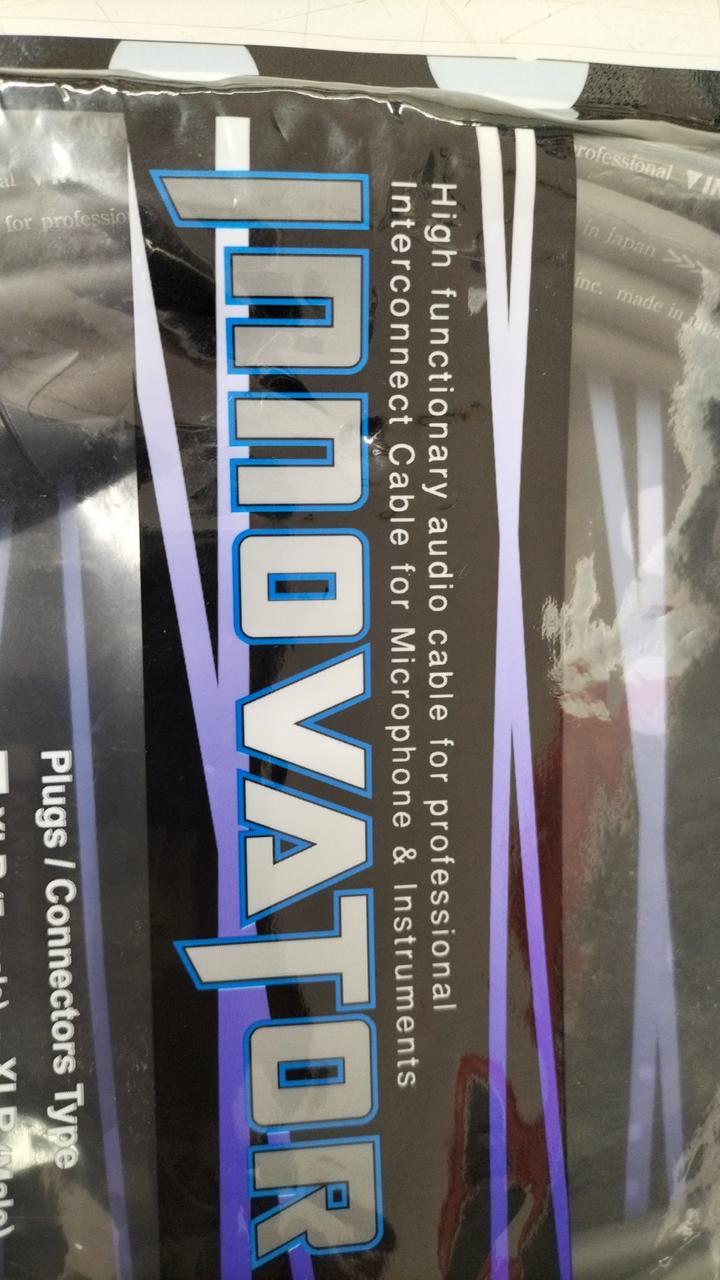 High functionary audio cable for professional
Interconnect Cable for Microphone & Instruments
INNOVATOR
Plugs / Connectors Type
professional
in japan >>>
inc. made in
for professio